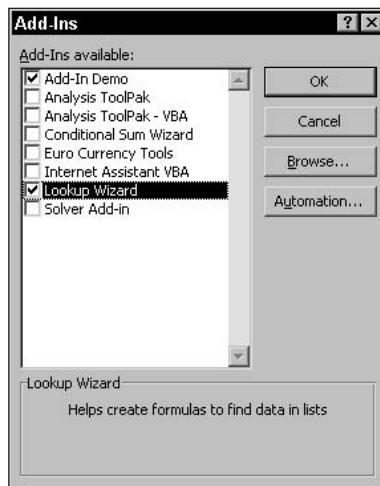 Add-Ins
Add-Ins available:
Add-In Demo
Analysis ToolPak
Analysis ToolPak - VBA
Conditional Sum Wizard
Euro Currency Tools
Internet Assistant VBA
Lookup Wizard
Solver Add-in
OK
Cancel
Browse...
Automation...
Lookup Wizard
Helps create formulas to find data in lists